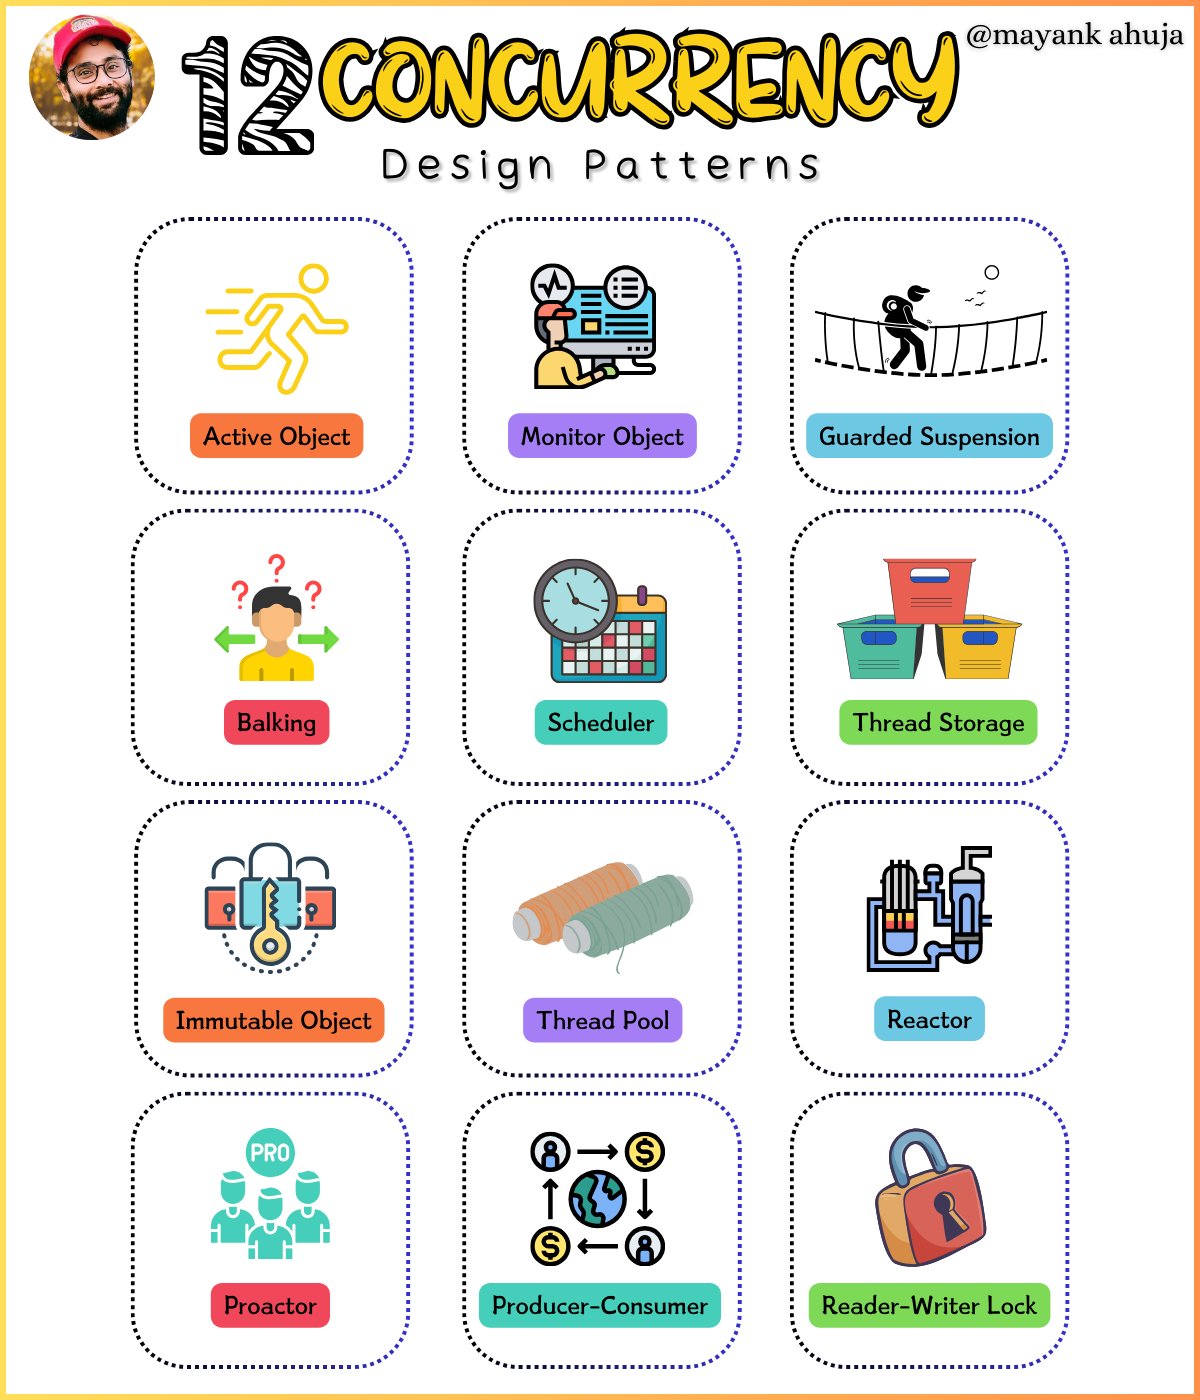 @mayank ahuja
12 CONCURRENCY
Design Patterns
Active Object
Monitor Object
Guarded Suspension
? ? ?
Balking
Scheduler
Thread Storage
Immutable Object
Thread Pool
Reactor
PRO
$
$
Proactor
Producer-Consumer
Reader-Writer Lock